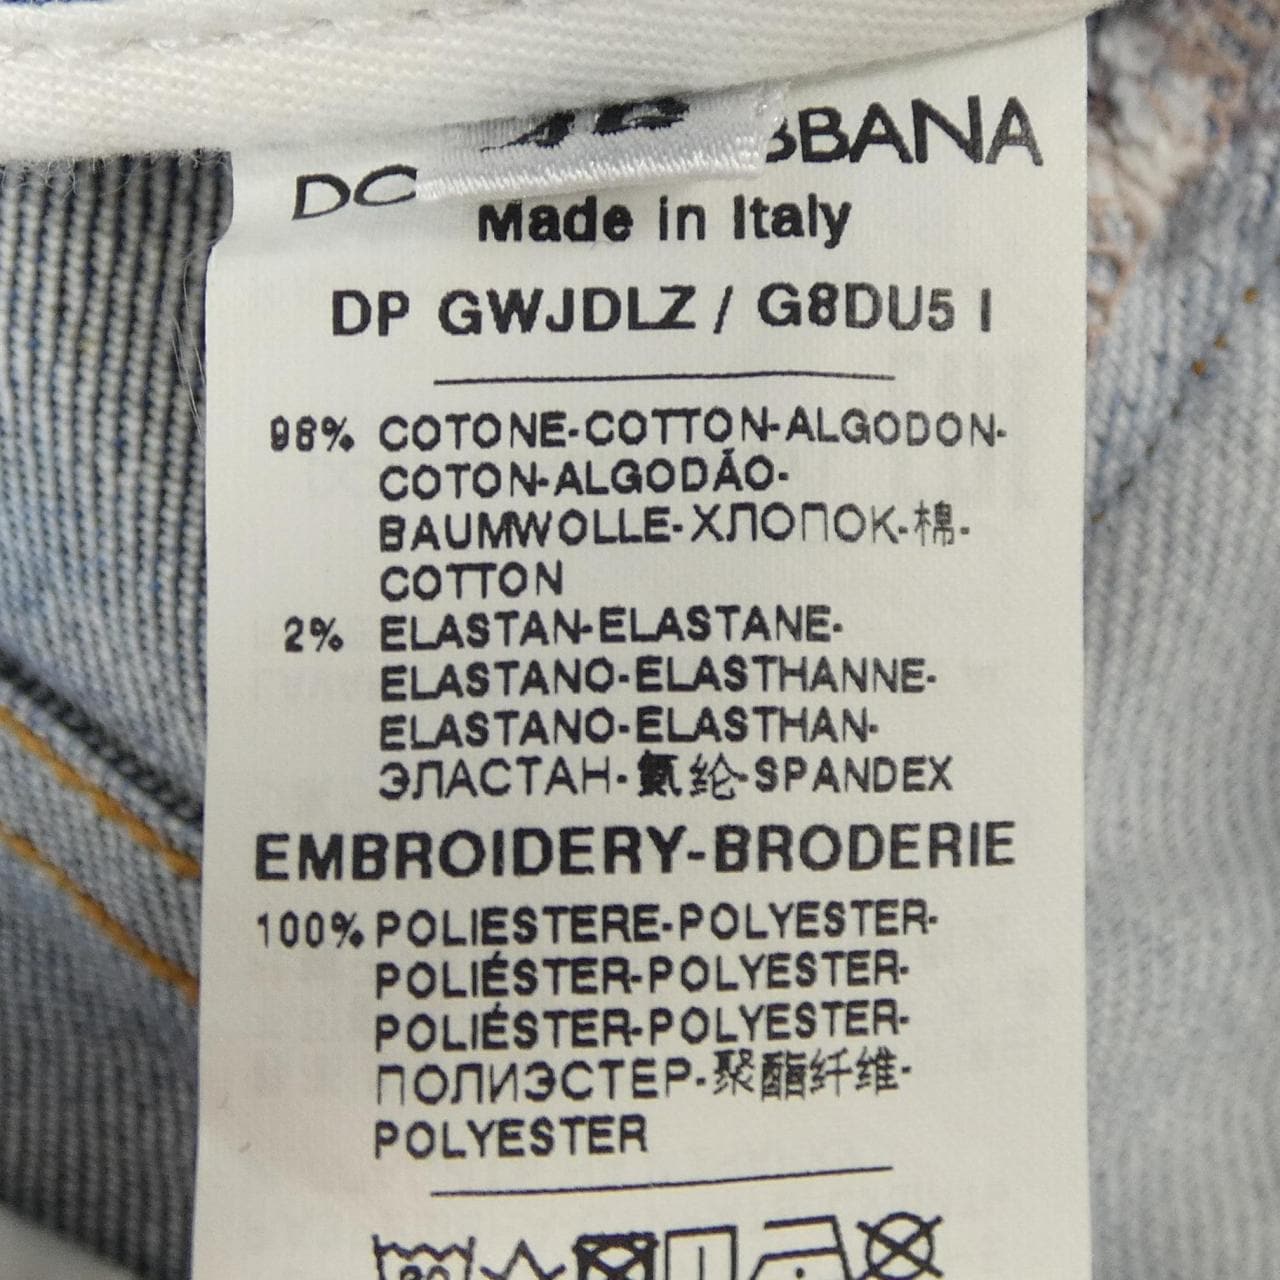 Made in Italy
DP GWJDLZ / G8DU5 I
98% COTONE-COTTON-ALGODON-
COTON-ALGODÃO-
BAUMWOLLE-ХЛОПОК-棉-
COTTON
2% ELASTAN-ELASTANE-
ELASTANO-ELASTHANNE-
ELASTANO-ELASTHAN-
ЭЛАСТАН-氨纶-SPANDEX
EMBROIDERY-BRODERIE
100% POLIESTERE-POLYESTER-
POLIÉSTER-POLYESTER-
POLIÉSTER-POLYESTER-
ПОЛИЭСТЕР-聚酯纤维-
POLYESTER